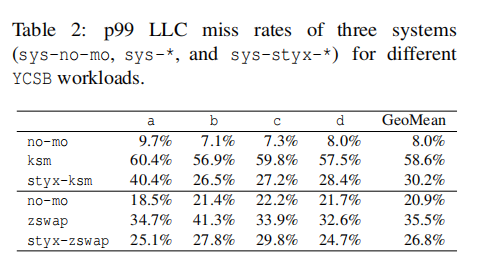 Table 2: p99 LLC miss rates of three systems
(sys-no-mo, sys-*, and sys-styx-*) for different
YCSB workloads.
a b c d GeoMean
no-mo 9.7% 7.1% 7.3% 8.0% 8.0%
ksm 60.4% 56.9% 59.8% 57.5% 58.6%
styx-ksm 40.4% 26.5% 27.2% 28.4% 30.2%
no-mo 18.5% 21.4% 22.2% 21.7% 20.9%
zswap 34.7% 41.3% 33.9% 32.6% 35.5%
styx-zswap 25.1% 27.8% 29.8% 24.7% 26.8%